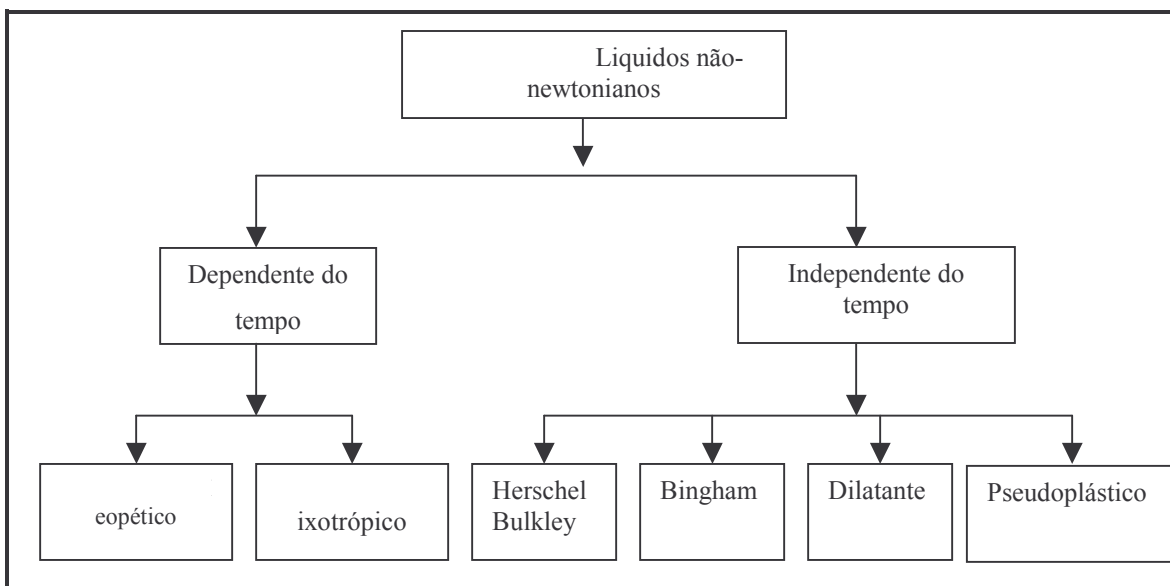 Liquidos não-
newtonianos
Dependente do
tempo
Independente do
tempo
eopético
ixotrópico
Herschel
Bulkley
Bingham
Dilatante
Pseudoplástico